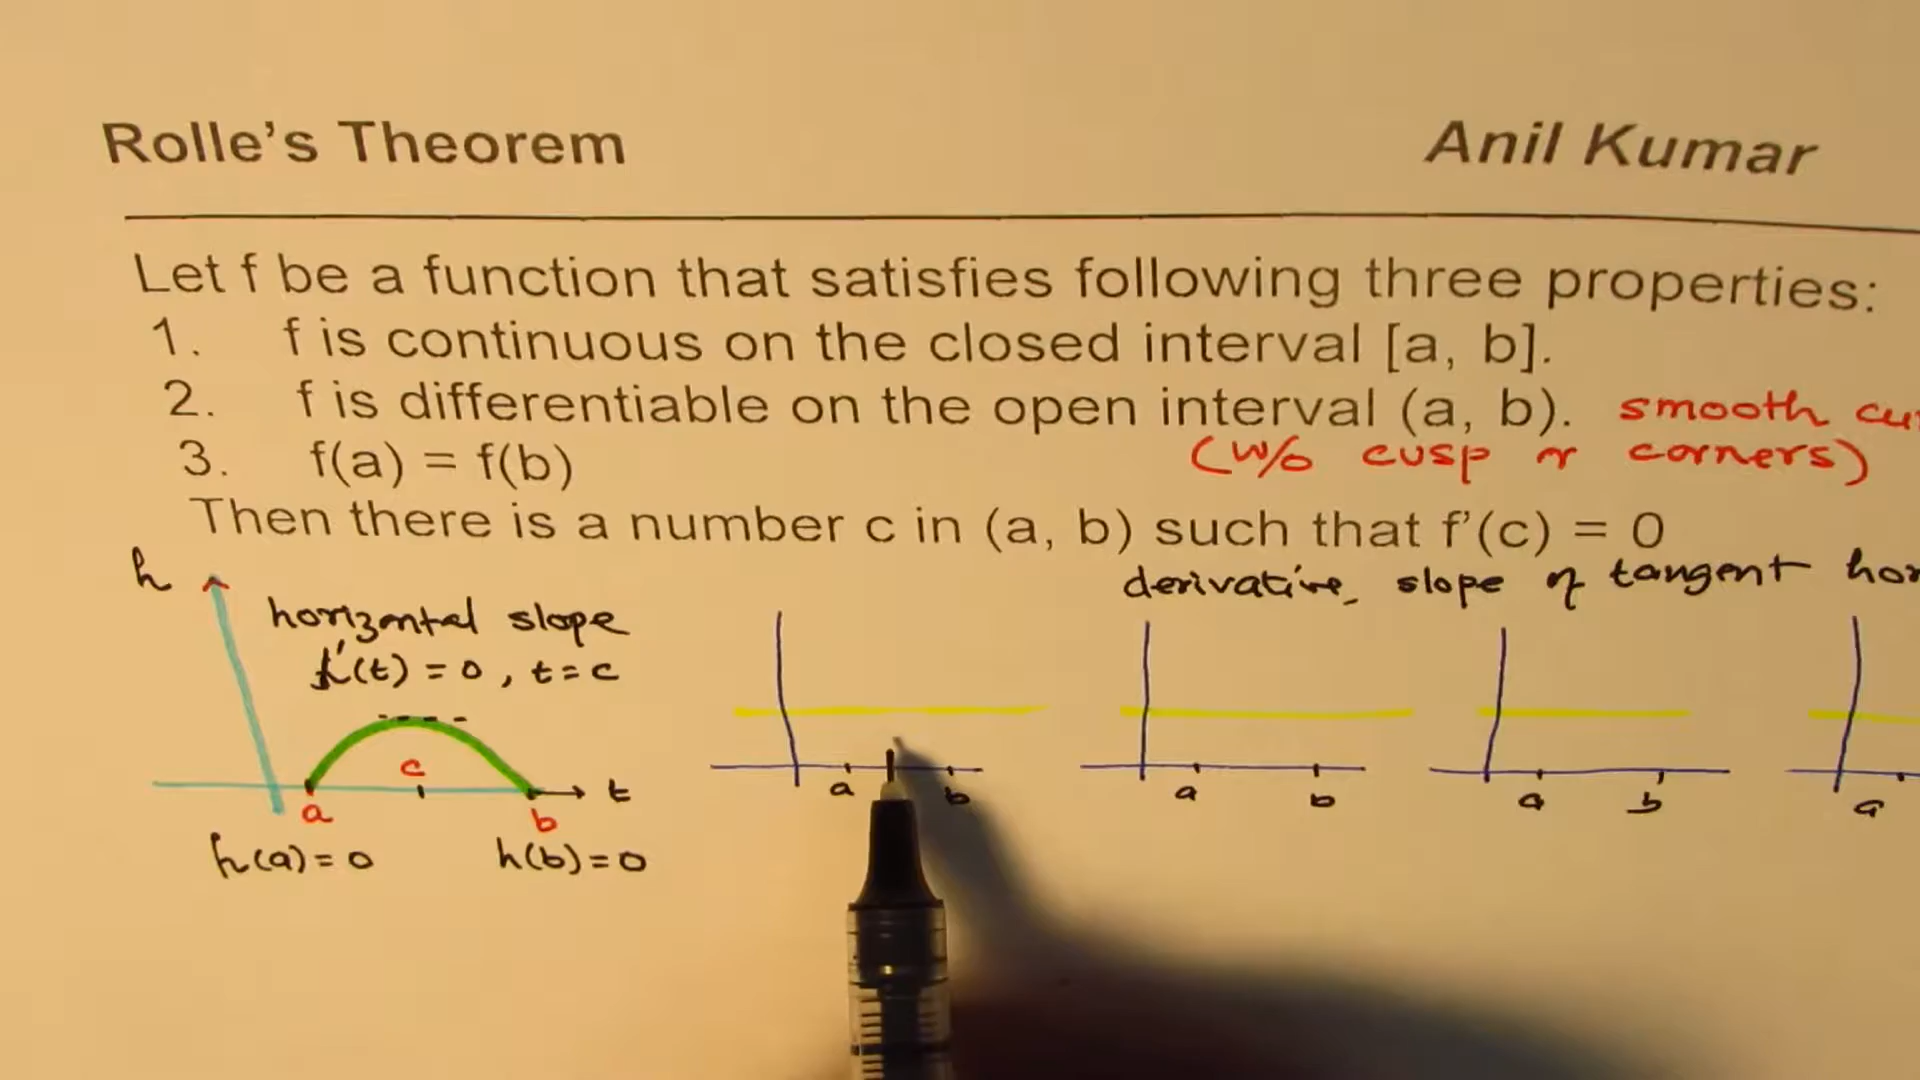 Rolle's Theorem
Anil Kumar
Let f be a function that satisfies following three properties:
1. f is continuous on the closed interval [a, b].
2. f is differentiable on the open interval (a, b). smooth
(w/o cusp or corners)
3. f(a) = f(b)
Then there is a number c in (a, b) such that f'(c) = 0
derivative, slope of tangent
h
horizontal slope
h'(t) = 0, t = c
c
t
a
b
h(a) = 0
h(b) = 0
a
b
a
b
a
b
a